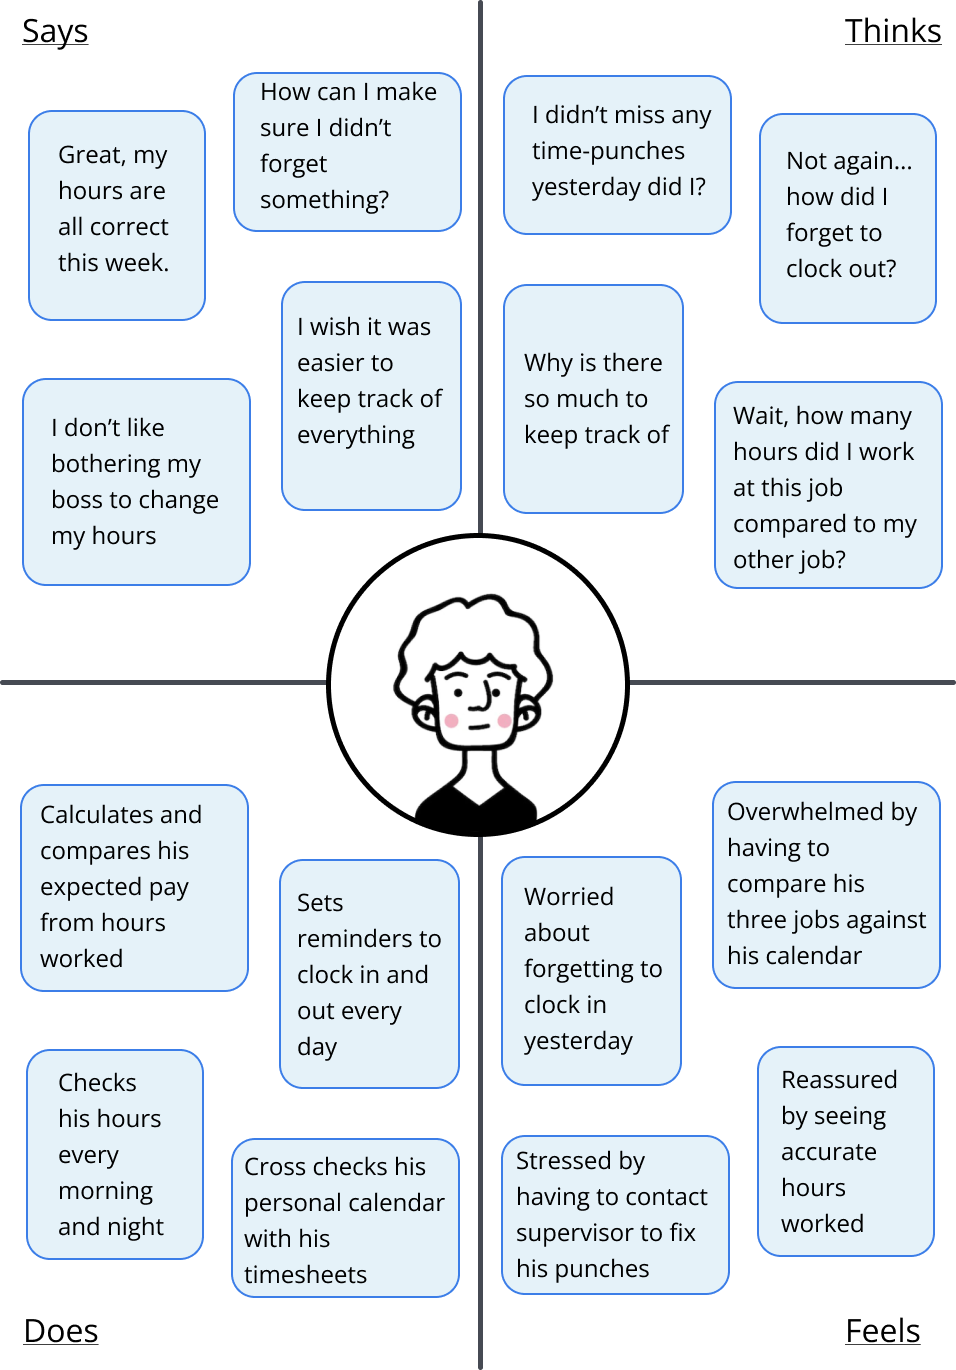 Says
Great, my
hours are
all correct
this week.
How can I make
sure I didn’t
forget
something?
I wish it was
easier to
keep track of
everything
I don’t like
bothering my
boss to change
my hours
Thinks
I didn’t miss any
time-punches
yesterday did I?
Not again...
how did I
forget to
clock out?
Why is there
so much to
keep track of
Wait, how many
hours did I work
at this job
compared to my
other job?
Calculates and
compares his
expected pay
from hours
worked
Sets
reminders to
clock in and
out every
day
Checks
his hours
every
morning
and night
Cross checks his
personal calendar
with his
timesheets
Does
Worried
about
forgetting to
clock in
yesterday
Overwhelmed by
having to
compare his
three jobs against
his calendar
Stressed by
having to contact
supervisor to fix
his punches
Reassured
by seeing
accurate
hours
worked
Feels